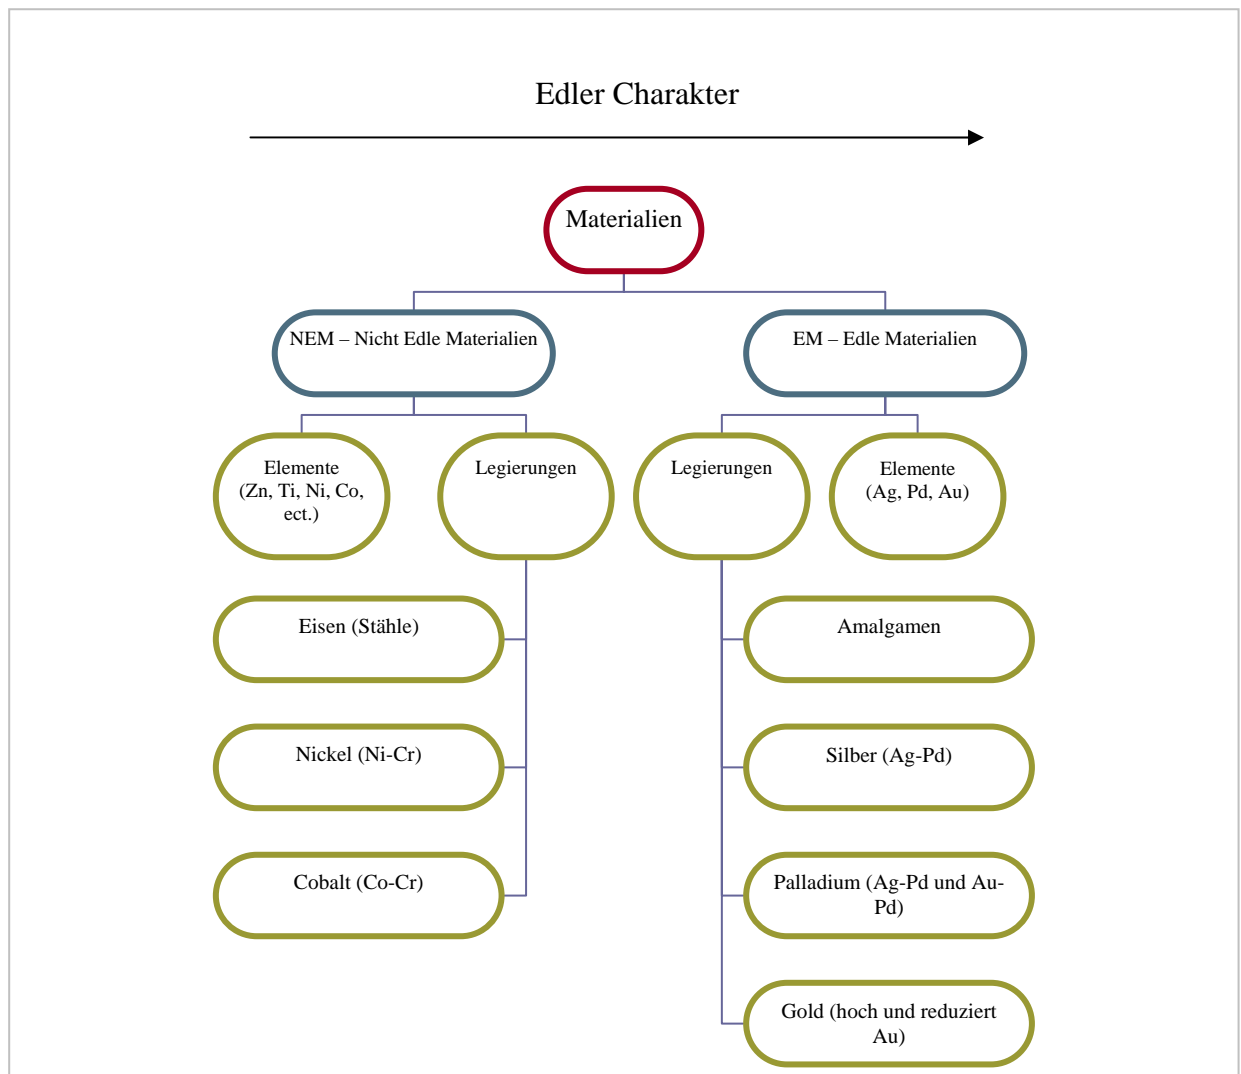 Edler Charakter
Materialien
NEM – Nicht Edle Materialien
EM – Edle Materialien
Elemente
(Zn, Ti, Ni, Co,
ect.)
Legierungen
Legierungen
Elemente
(Ag, Pd, Au)
Eisen (Stähle)
Amalgamen
Nickel (Ni-Cr)
Silber (Ag-Pd)
Cobalt (Co-Cr)
Palladium (Ag-Pd und Au-
Pd)
Gold (hoch und reduziert
Au)